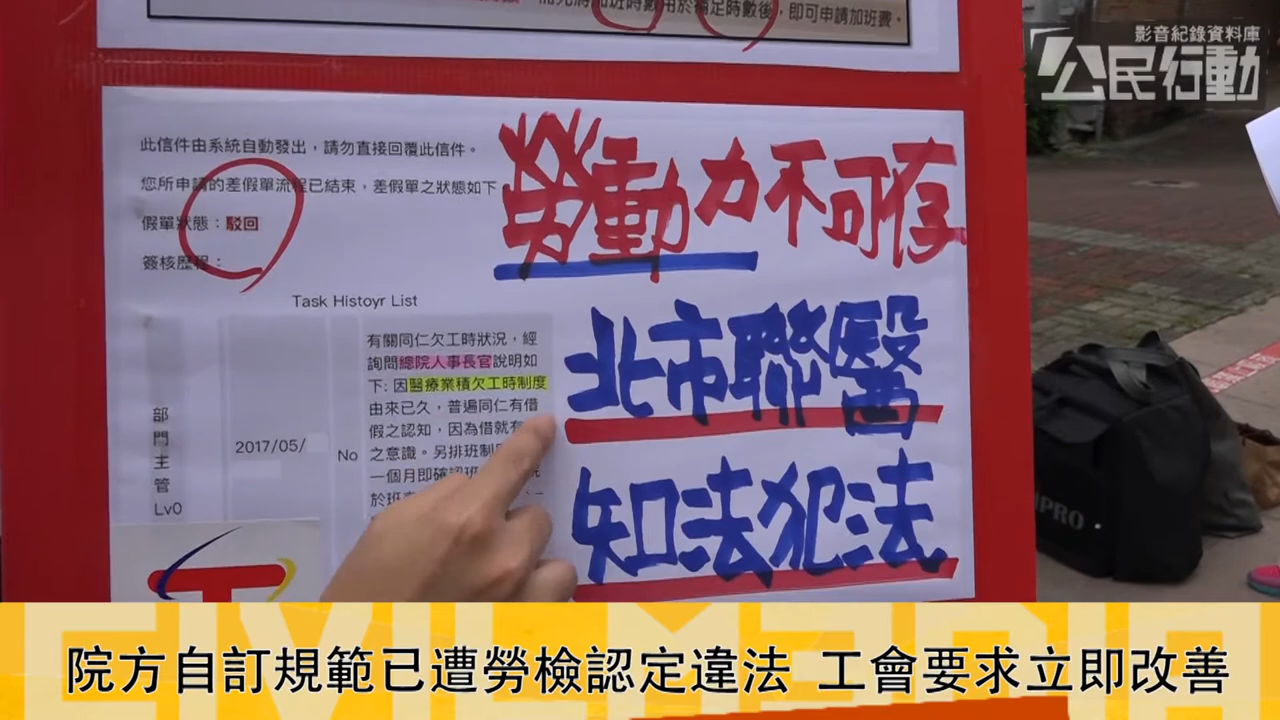 時數用於補足時數後，即可申請加班費。
影音紀錄資料庫
「公民行動
此信件由系統自動發出，請勿直接回覆此信件。
您所申請的差假單流程已結束，差假單之狀態如下
假單狀態：駁回
簽核歷程：
Task Histoyr List
部門主管
Lv0
2017/05/
No
有關同仁欠工時狀況，經
詢問總院人事長官說明如
下: 因醫療業積欠工時制度
由來已久，普遍同仁有借
假之認知，因為借就有
之意識。另排班制
一個月即確認班
於班
勞動力不可存
北市聯醫
知法犯法
PRO
CIVIL MEDIA
院方自訂規範已遭勞檢認定違法 工會要求立即改善